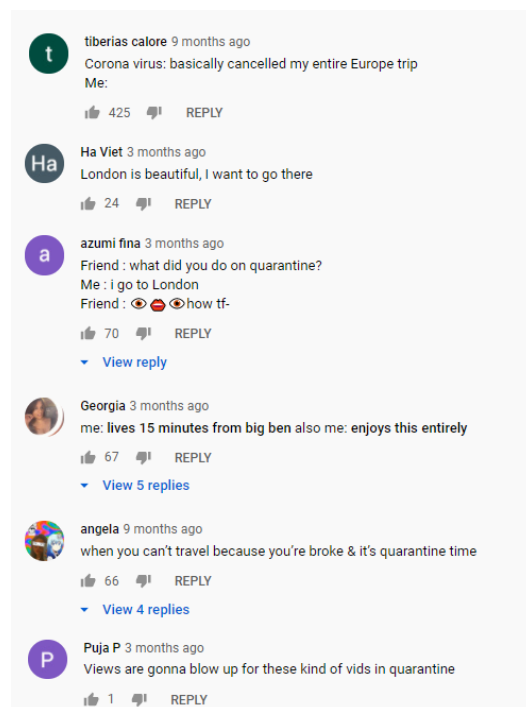 t
tiberias calore 9 months ago
Corona virus: basically cancelled my entire Europe trip
Me:
425 REPLY
Ha
Ha Viet 3 months ago
London is beautiful, I want to go there
24 REPLY
a
azumi fina 3 months ago
Friend : what did you do on quarantine?
Me : i go to London
Friend : 👁👄👁how tf-
70 REPLY
View reply
Georgia 3 months ago
me: lives 15 minutes from big ben also me: enjoys this entirely
67 REPLY
View 5 replies
angela 9 months ago
when you can't travel because you're broke & it's quarantine time
66 REPLY
View 4 replies
P
Puja P 3 months ago
Views are gonna blow up for these kind of vids in quarantine
1 REPLY